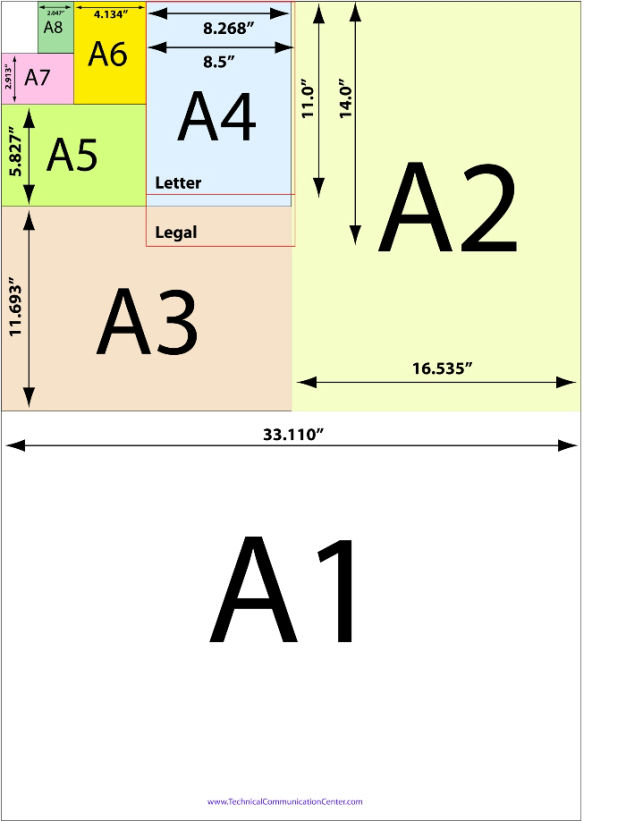 2.047”
A8
4.134”
A6
8.268”
8.5”
A4
Letter
Legal
11.0”
14.0”
A2
16.535”
2.913”
A7
5.827”
A5
11.693”
A3
33.110”
A1
www.TechnicalCommunicationCenter.com